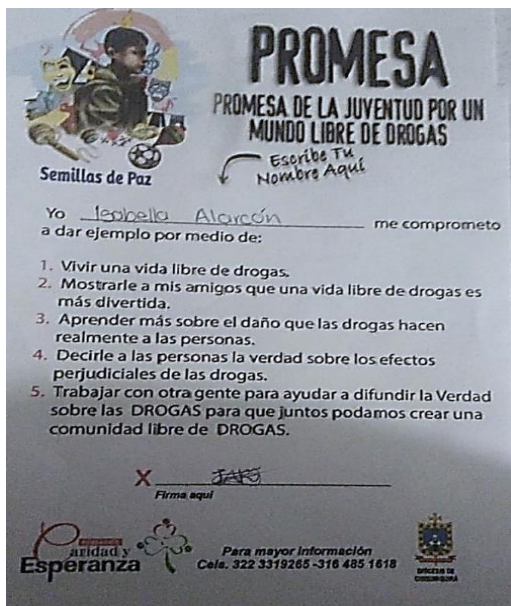 PROMESA
PROMESA DE LA JUVENTUD POR UN
MUNDO LIBRE DE DROGAS
Escribe Tu
Nombre Aquí
Semillas de Paz
Yo Isabella Alarcón me comprometo
a dar ejemplo por medio de:
1. Vivir una vida libre de drogas.
2. Mostrarle a mis amigos que una vida libre de drogas es
más divertida.
3. Aprender más sobre el daño que las drogas hacen
realmente a las personas.
4. Decirle a las personas la verdad sobre los efectos
perjudiciales de las drogas.
5. Trabajar con otra gente para ayudar a difundir la Verdad
sobre las DROGAS para que juntos podamos crear una
comunidad libre de DROGAS.
X
Firma aquí
Caridad y
Esperanza
Para mayor información
Cels. 322 3319265 -316 485 1618
DIÓCESIS DE
CHIQUINQUIRÁ